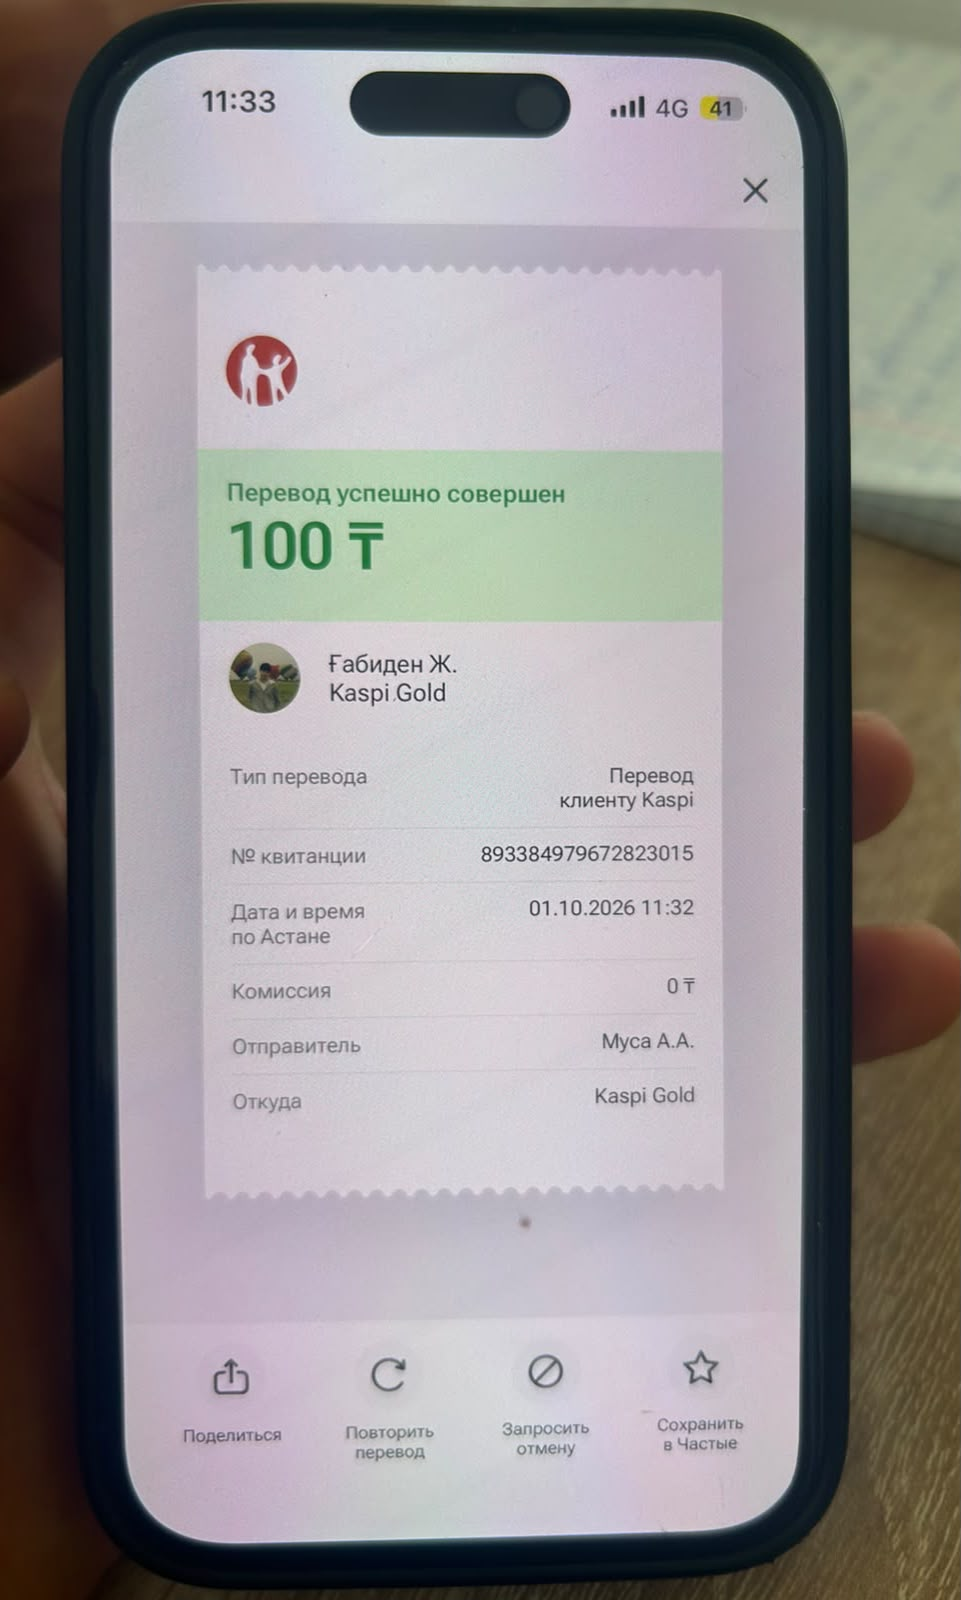 11:33
4G 41
Перевод успешно совершен
100 ₸
Ғабиден Ж.
Kaspi Gold
Тип перевода
Перевод
клиенту Kaspi
№ квитанции
893384979672823015
Дата и время
по Астане
01.10.2026 11:32
Комиссия
0 ₸
Отправитель
Муса А.А.
Откуда
Kaspi Gold
Поделиться
Повторить
перевод
Запросить
отмену
Сохранить
в Частые